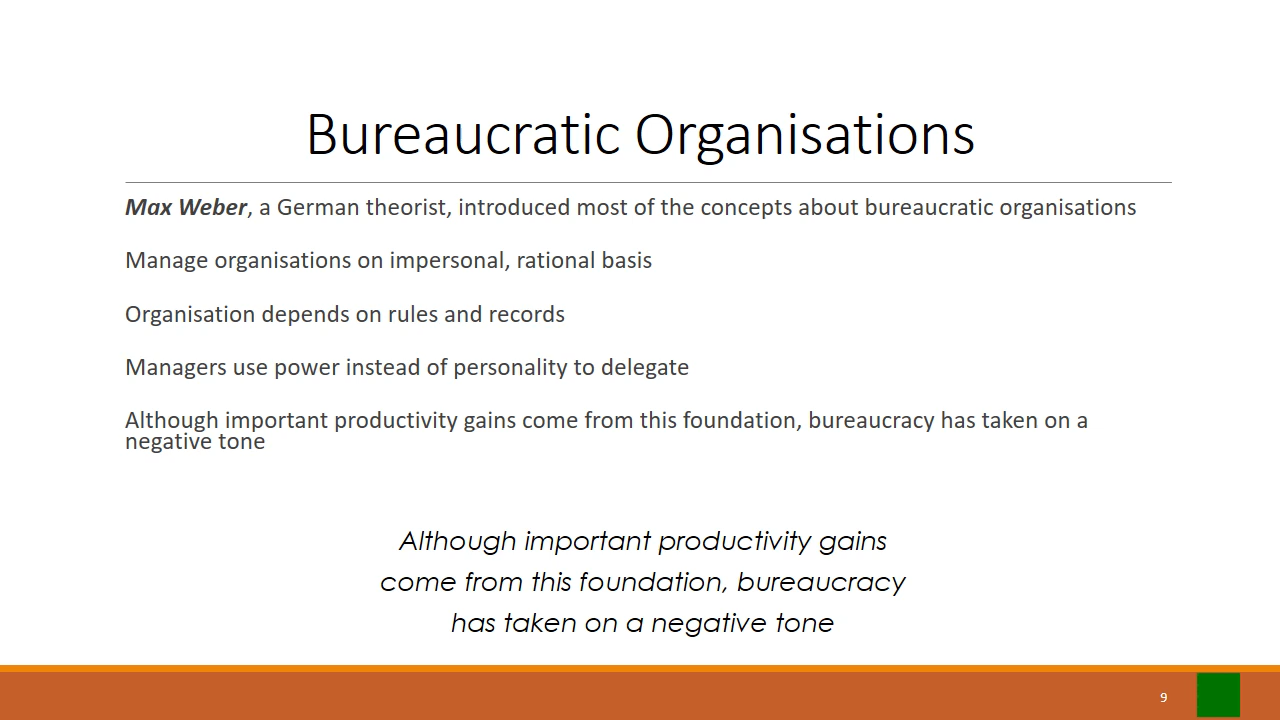 Bureaucratic Organisations
Max Weber, a German theorist, introduced most of the concepts about bureaucratic organisations
Manage organisations on impersonal, rational basis
Organisation depends on rules and records
Managers use power instead of personality to delegate
Although important productivity gains come from this foundation, bureaucracy has taken on a
negative tone
Although important productivity gains
come from this foundation, bureaucracy
has taken on a negative tone
9